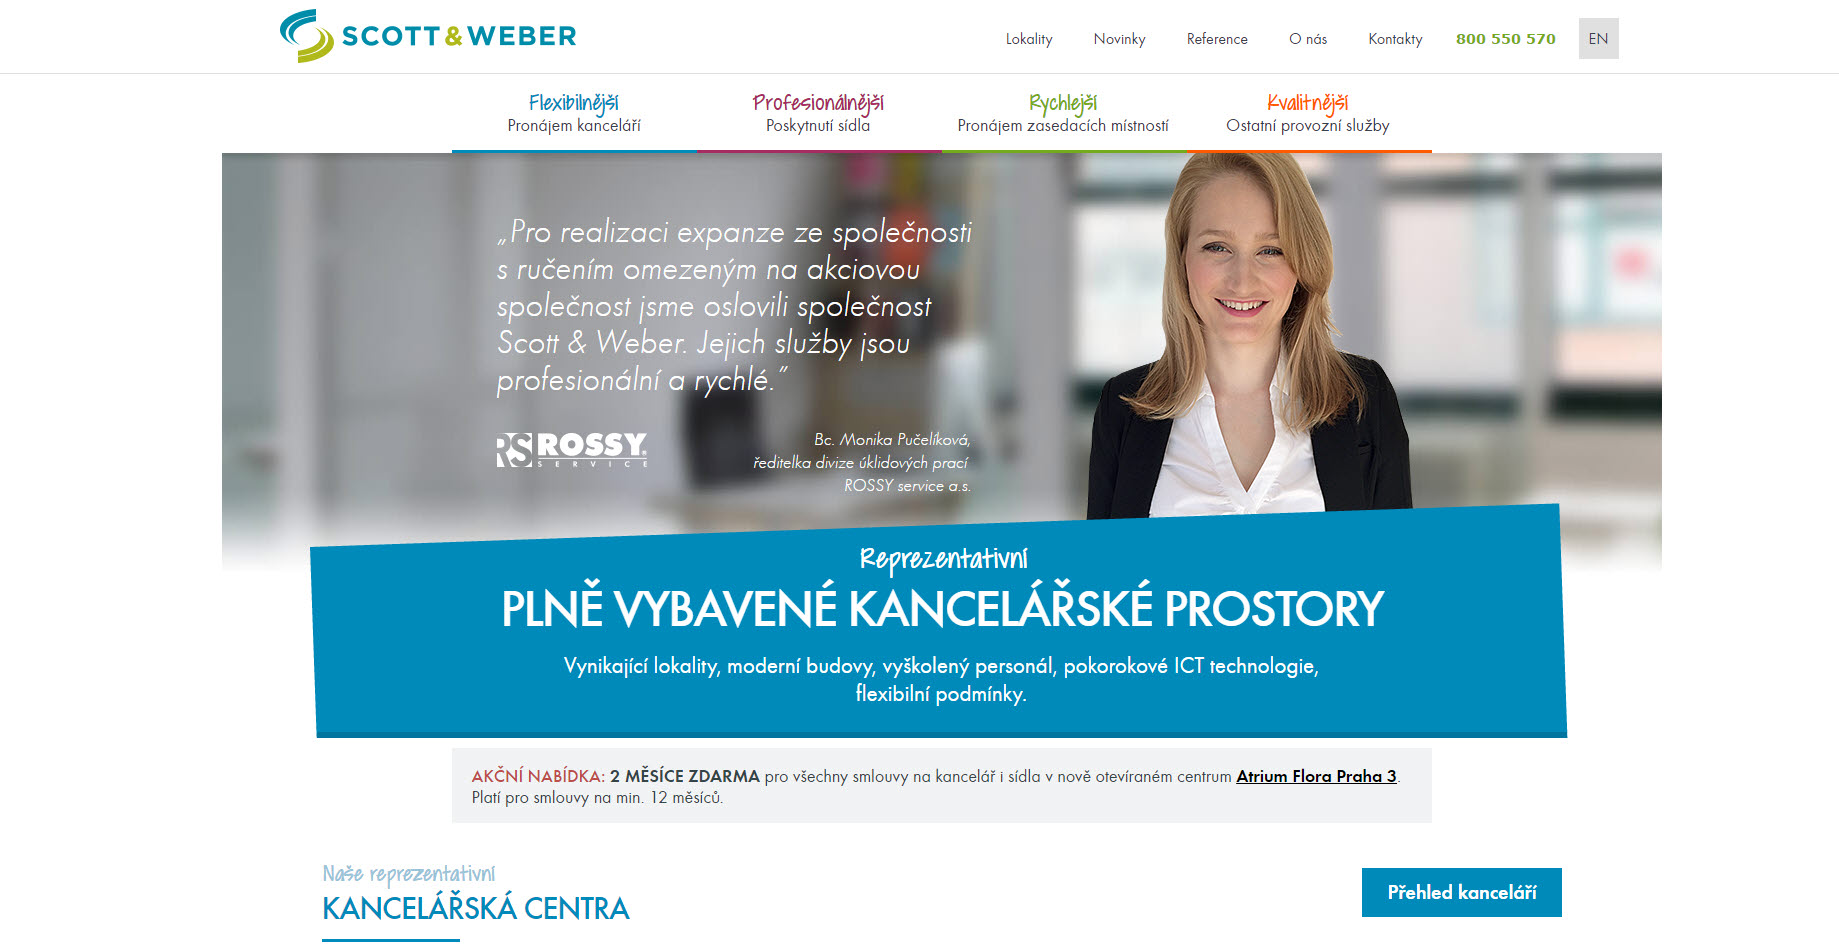 SCOTT & WEBER
Lokality Novinky Reference O nás Kontakty 800 550 570 EN
Flexibilnější
Pronájem kanceláří
Profesionálnější
Poskytnutí sídla
Rychlejší
Pronájem zasedacích místností
Kvalitnější
Ostatní provozní služby
„Pro realizaci expanze ze společnosti
s ručením omezeným na akciovou
společnost jsme oslovili společnost
Scott & Weber. Jejich služby jsou
profesionální a rychlé.”
RS ROSSY®
SERVICE
Bc. Monika Pučelíková,
ředitelka divize úklidových prací
ROSSY service a.s.
Reprezentativní
PLNĚ VYBAVENÉ KANCELÁŘSKÉ PROSTORY
Vynikající lokality, moderní budovy, vyškolený personál, pokorokové ICT technologie,
flexibilní podmínky.
AKČNÍ NABÍDKA: 2 MĚSÍCE ZDARMA pro všechny smlouvy na kancelář i sídla v nově otevíraném centrum Atrium Flora Praha 3.
Platí pro smlouvy na min. 12 měsíců.
Naše reprezentativní
KANCELÁŘSKÁ CENTRA
Přehled kanceláří